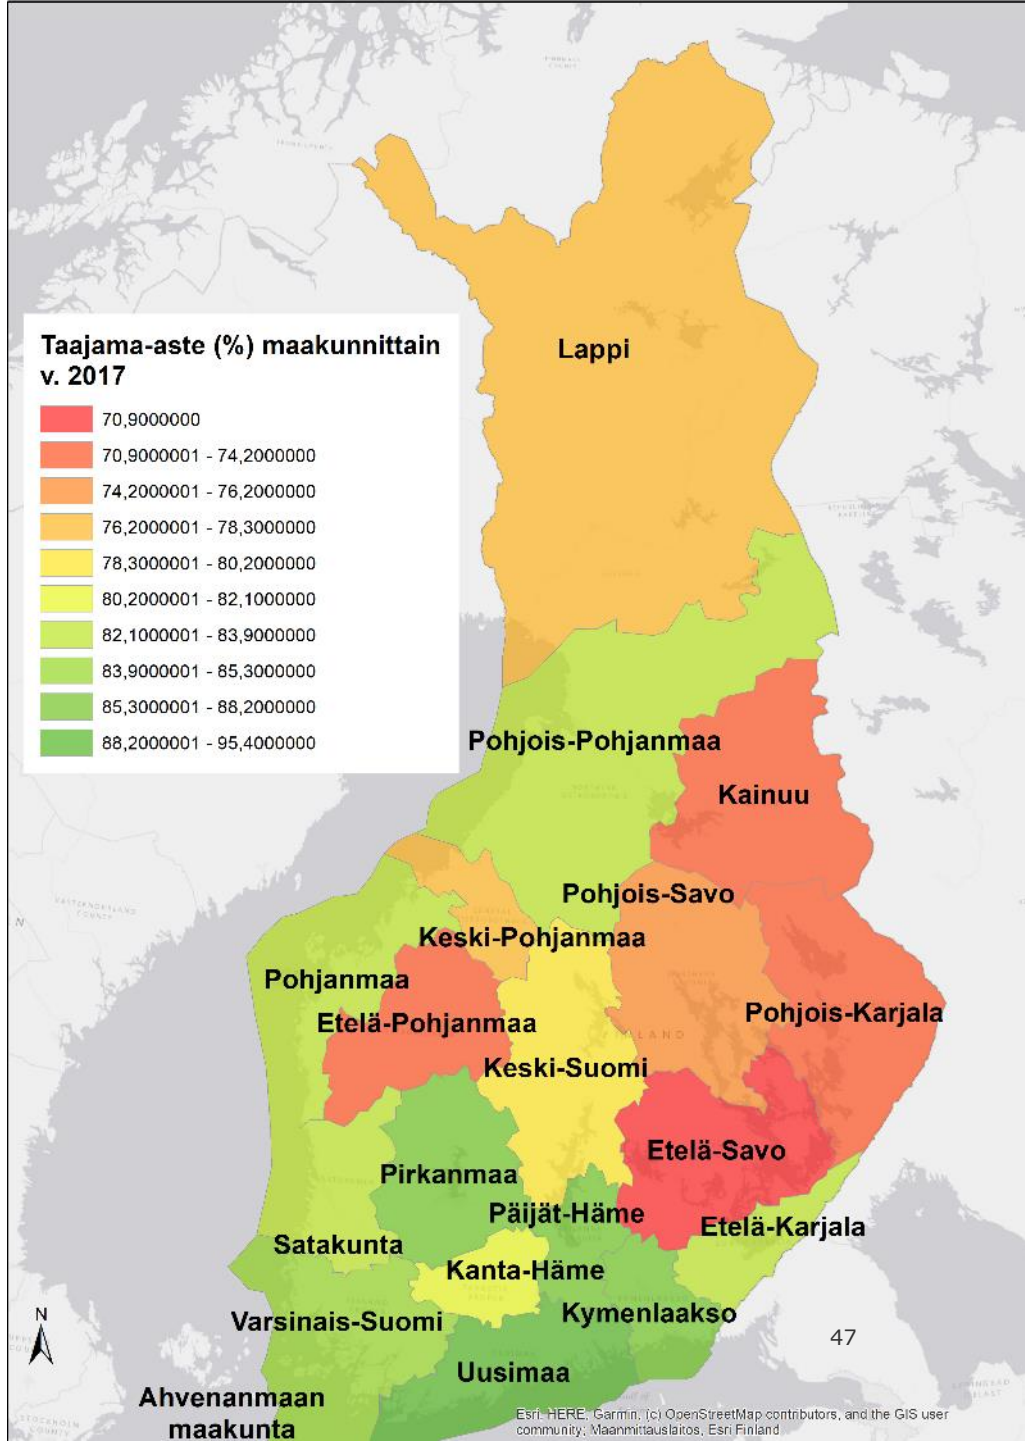 Taajama-aste (%) maakunnittain
v. 2017
70,9000000
70,9000001 - 74,2000000
74,2000001 - 76,2000000
76,2000001 - 78,3000000
78,3000001 - 80,2000000
80,2000001 - 82,1000000
82,1000001 - 83,9000000
83,9000001 - 85,3000000
85,3000001 - 88,2000000
88,2000001 - 95,4000000
Lappi
Pohjois-Pohjanmaa
Kainuu
Pohjois-Savo
Keski-Pohjanmaa
Pohjanmaa
Etelä-Pohjanmaa
Pohjois-Karjala
FINLAND
Keski-Suomi
Etelä-Savo
Pirkanmaa
Päijät-Häme
Etelä-Karjala
Satakunta
Kanta-Häme
Varsinais-Suomi
Kymenlaakso
N
47
Uusimaa
Ahvenanmaan
maakunta
Esri, HERE, Garmin, (c) OpenStreetMap contributors, and the GIS user
community; Maanmittauslaitos, Esri Finland